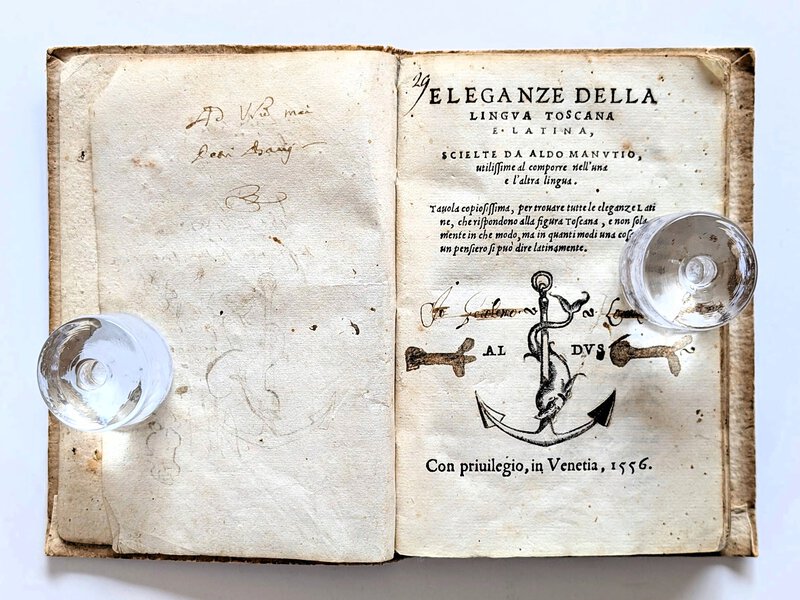 Ad
29
ELEGANZE DELLA
LINGVA TOSCANA
E LATINA,
SCIELTE DA ALDO MANVTIO,
utilissime al comporre nell'una
e l'altra lingua.
Tauola copiosissima, per trouare tutte le eleganze Lati
ne, che rispondono alla figura Toscana, e non sola
mente in che modo, ma in quanti modi una
un pensiero si può dire latinamente.
AL DVS
Con priuilegio, in Venetia, 1556.